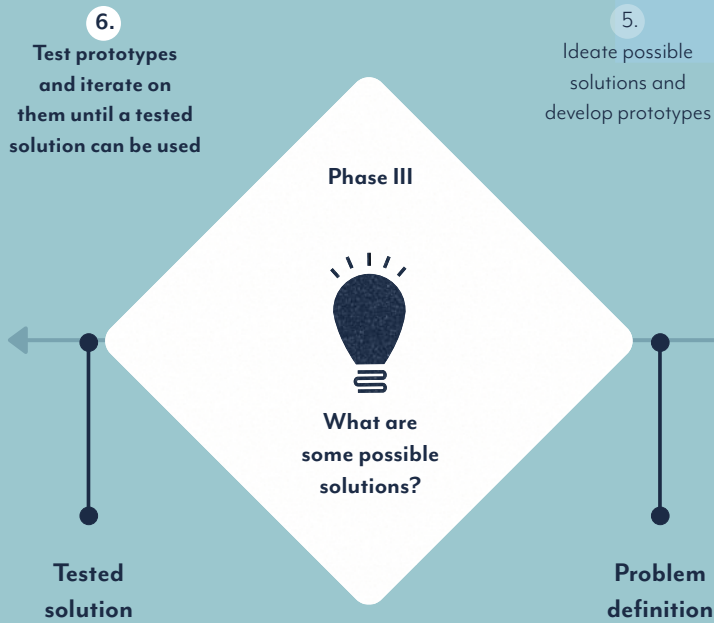 6.
Test prototypes
and iterate on
them until a tested
solution can be used
5.
Ideate possible
solutions and
develop prototypes
Phase III
What are
some possible
solutions?
Tested
solution
Problem
definition